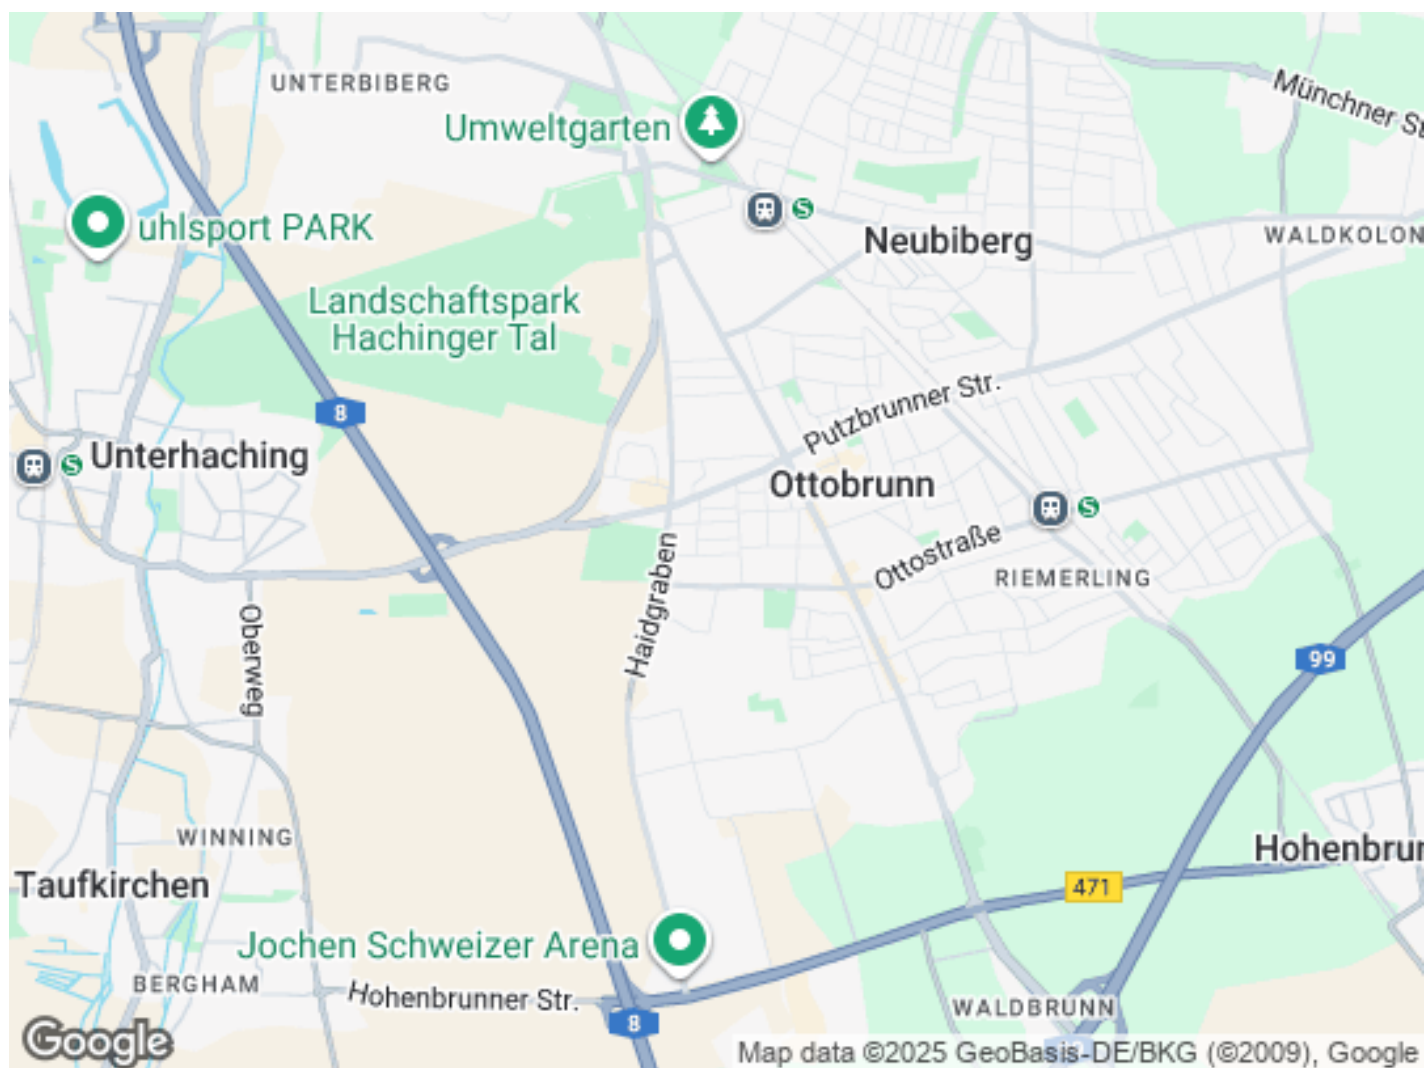 UNTERBIBERG
Münchner St
Umweltgarten
S
uhlsport PARK
Neubiberg
WALDKOLON
Landschaftspark
Hachinger Tal
8
Putzbrunner Str.
Unterhaching
S
Ottobrunn
S
Ottostraße
RIEMERLING
Haidgraben
Oberweg
99
WINNING
Hohenbrun
Taufkirchen
471
Jochen Schweizer Arena
BERGHAM
Hohenbrunner Str.
WALDBRUNN
8
Google
Map data ©2025 GeoBasis-DE/BKG (©2009), Google